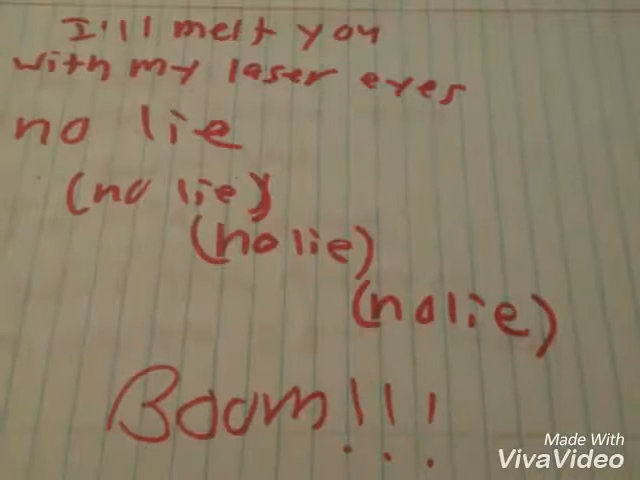 I'll melt you
with my laser eyes
no lie
(no lie)
(no lie)
(no lie)
Boom!!!
Made With
VivaVideo